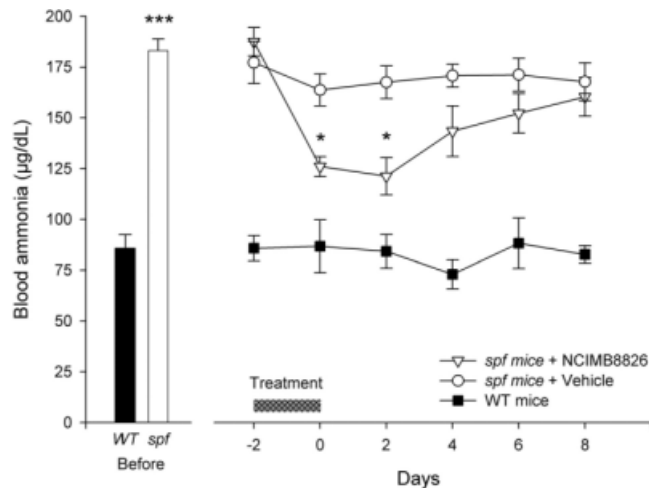 Blood ammonia (µg/dL)
200
175
150
125
100
75
50
25
0
***
WT spf
Before
* *
Treatment
spf mice + NCIMB8826
spf mice + Vehicle
WT mice
-2 0 2 4 6 8
Days